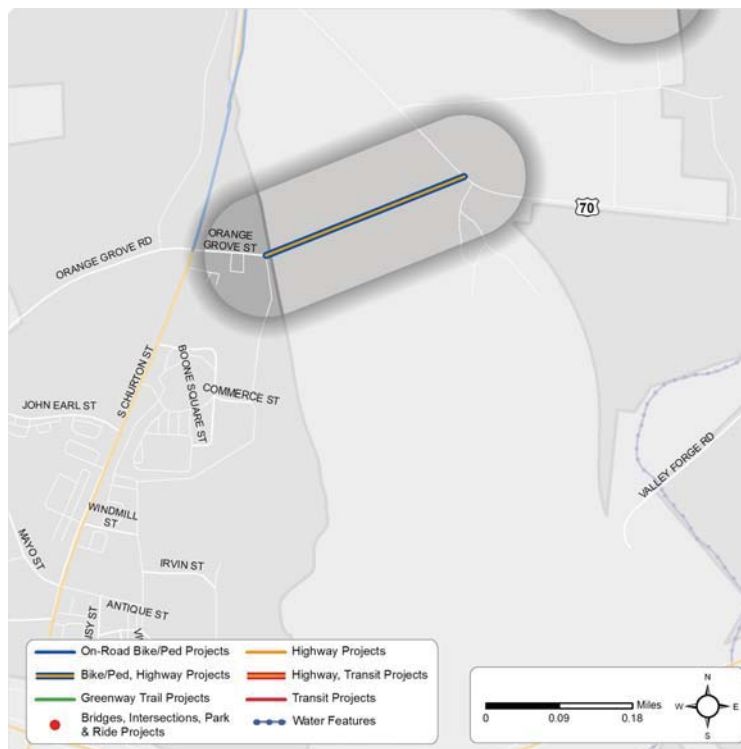 70
ORANGE
GROVE ST
ORANGE GROVE RD
S CHURTON ST
BOONE SQUARE ST
COMMERCE ST
JOHN EARL ST
VALLEY FORGE RD
WINDMILL
ST
MAYO ST
IRVIN ST
ANTIQUE ST
USY ST
VI
On-Road Bike/Ped Projects
Bike/Ped, Highway Projects
Greenway Trail Projects
Bridges, Intersections, Park
& Ride Projects
Highway Projects
Highway, Transit Projects
Transit Projects
Water Features
Miles
0 0.09 0.18
N
W E
S